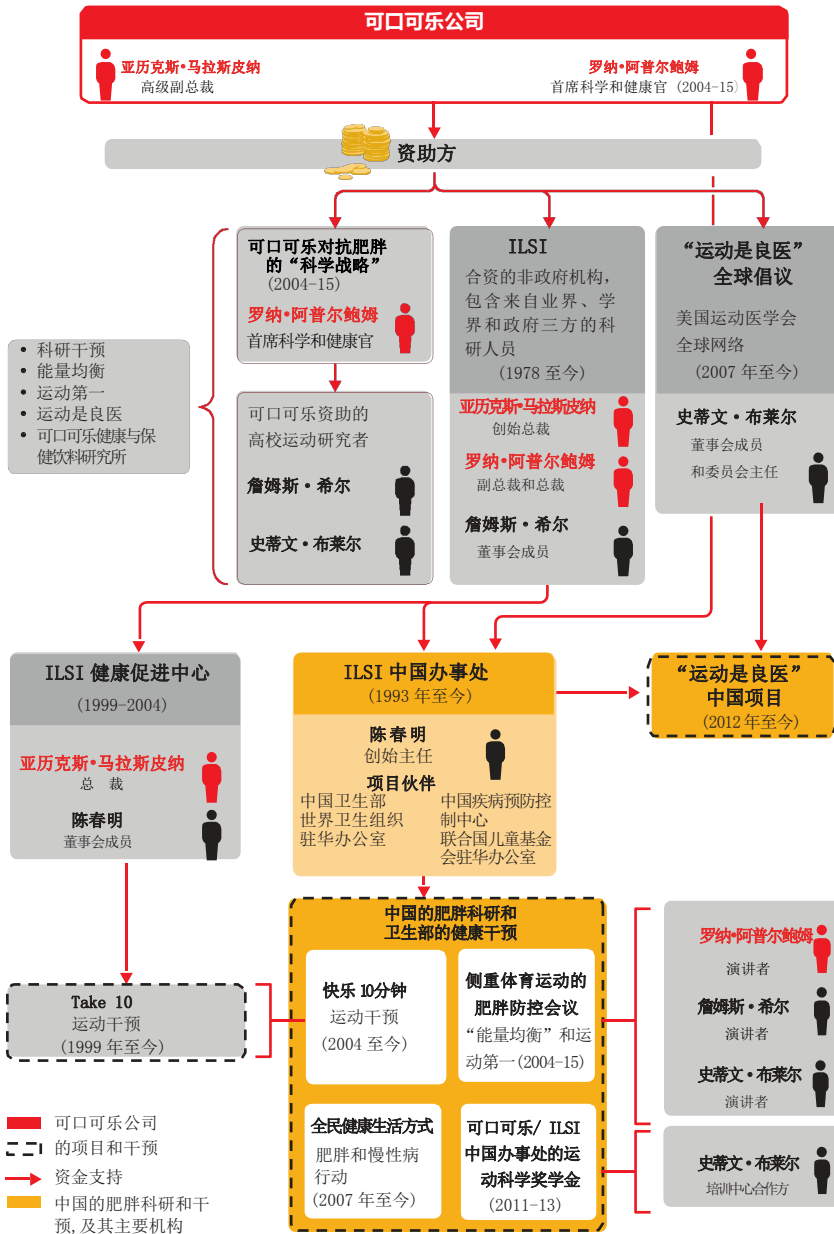 可口可乐公司
亚历克斯•马拉斯皮纳
高级副总裁
罗纳•阿普尔鲍姆
首席科学和健康官 (2004-15)
资助方
可口可乐对抗肥胖
的“科学战略”
(2004-15)
罗纳•阿普尔鲍姆
首席科学和健康官
ILSI
合资的非政府机构,
包含来自业界、学
界和政府三方的科
研人员
(1978 至今)
“运动是良医”
全球倡议
美国运动医学会
全球网络
(2007 年至今)
• 科研干预
• 能量均衡
• 运动第一
• 运动是良医
• 可口可乐健康与保
健饮料研究所
可口可乐资助的
高校运动研究者
詹姆斯•希尔
史蒂文•布莱尔
亚历克斯•马拉斯皮纳
创始总裁
罗纳•阿普尔鲍姆
副总裁和总裁
詹姆斯•希尔
董事会成员
史蒂文•布莱尔
董事会成员
和委员会主任
ILSI 健康促进中心
(1999-2004)
亚历克斯•马拉斯皮纳
总 裁
陈春明
董事会成员
ILSI 中国办事处
(1993 年至今)
陈春明
创始主任
项目伙伴
中国卫生部
世界卫生组织
驻华办公室
中国疾病预防控
制中心
联合国儿童基金
会驻华办公室
“运动是良医”
中国项目
(2012 年至今)
中国的肥胖科研和
卫生部的健康干预
Take 10
运动干预
(1999 年至今)
快乐 10分钟
运动干预
(2004 至今)
侧重体育运动的
肥胖防控会议
“能量均衡”和运
动第一(2004-15)
罗纳•阿普尔鲍姆
演讲者
詹姆斯•希尔
演讲者
史蒂文•布莱尔
演讲者
全民健康生活方式
肥胖和慢性病
行动
(2007 年至今)
可口可乐/ ILSI
中国办事处的运
动科学奖学金
(2011-13)
史蒂文•布莱尔
培训中心合作方
可口可乐公司
的项目和干预
资金支持
中国的肥胖科研和干
预,及其主要机构